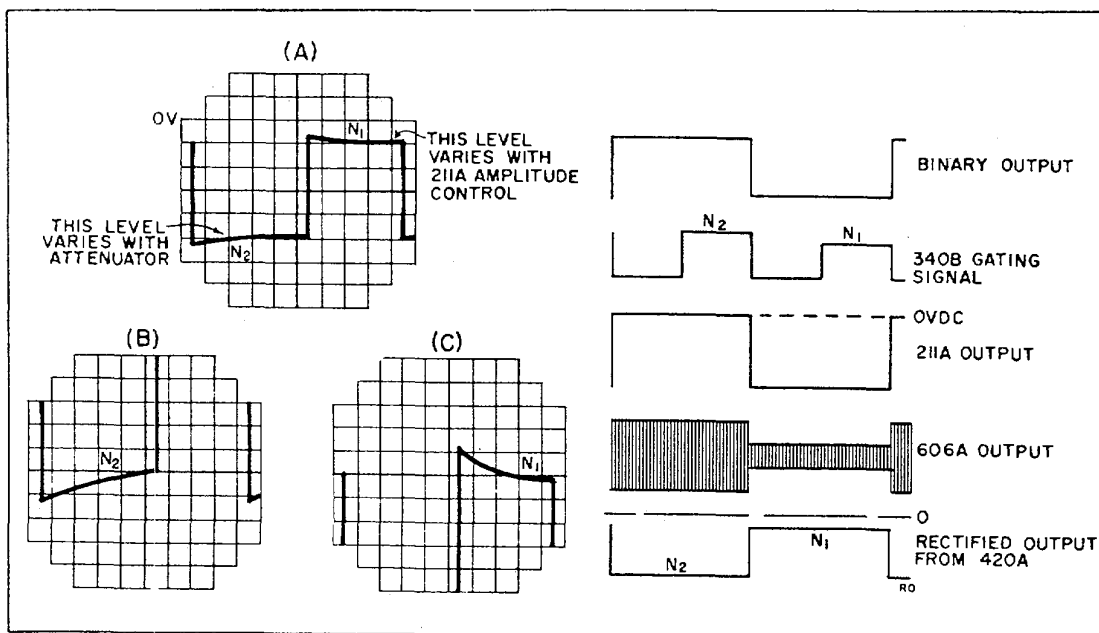 (A)
OV
N1
THIS LEVEL
VARIES WITH
211A AMPLITUDE
CONTROL
THIS LEVEL
VARIES WITH
ATTENUATOR
N2
(B)
N2
(C)
N1
BINARY OUTPUT
N2
N1
340B GATING
SIGNAL
OVDC
211A OUTPUT
606A OUTPUT
O
N1
RECTIFIED OUTPUT
FROM 420A
N2
RO